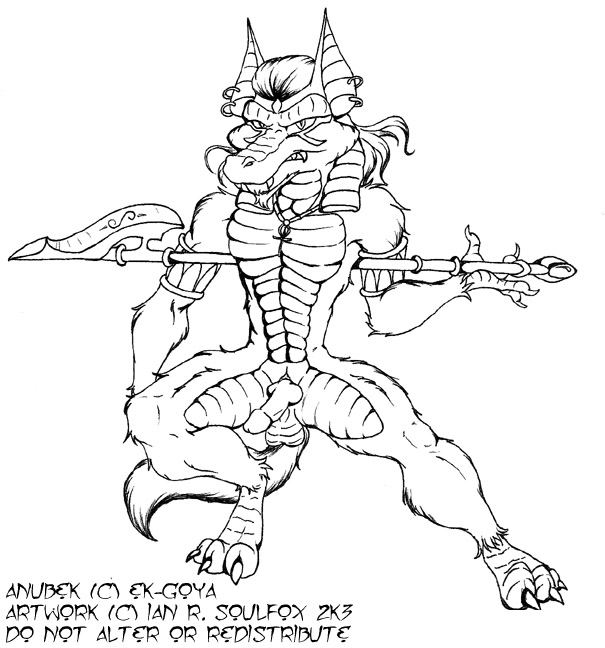 ANUBEK (C) EK-GOYA
ARTWORK (C) IAN R. SOULFOX 2K3
DO NOT ALTER OR REDISTRIBUTE